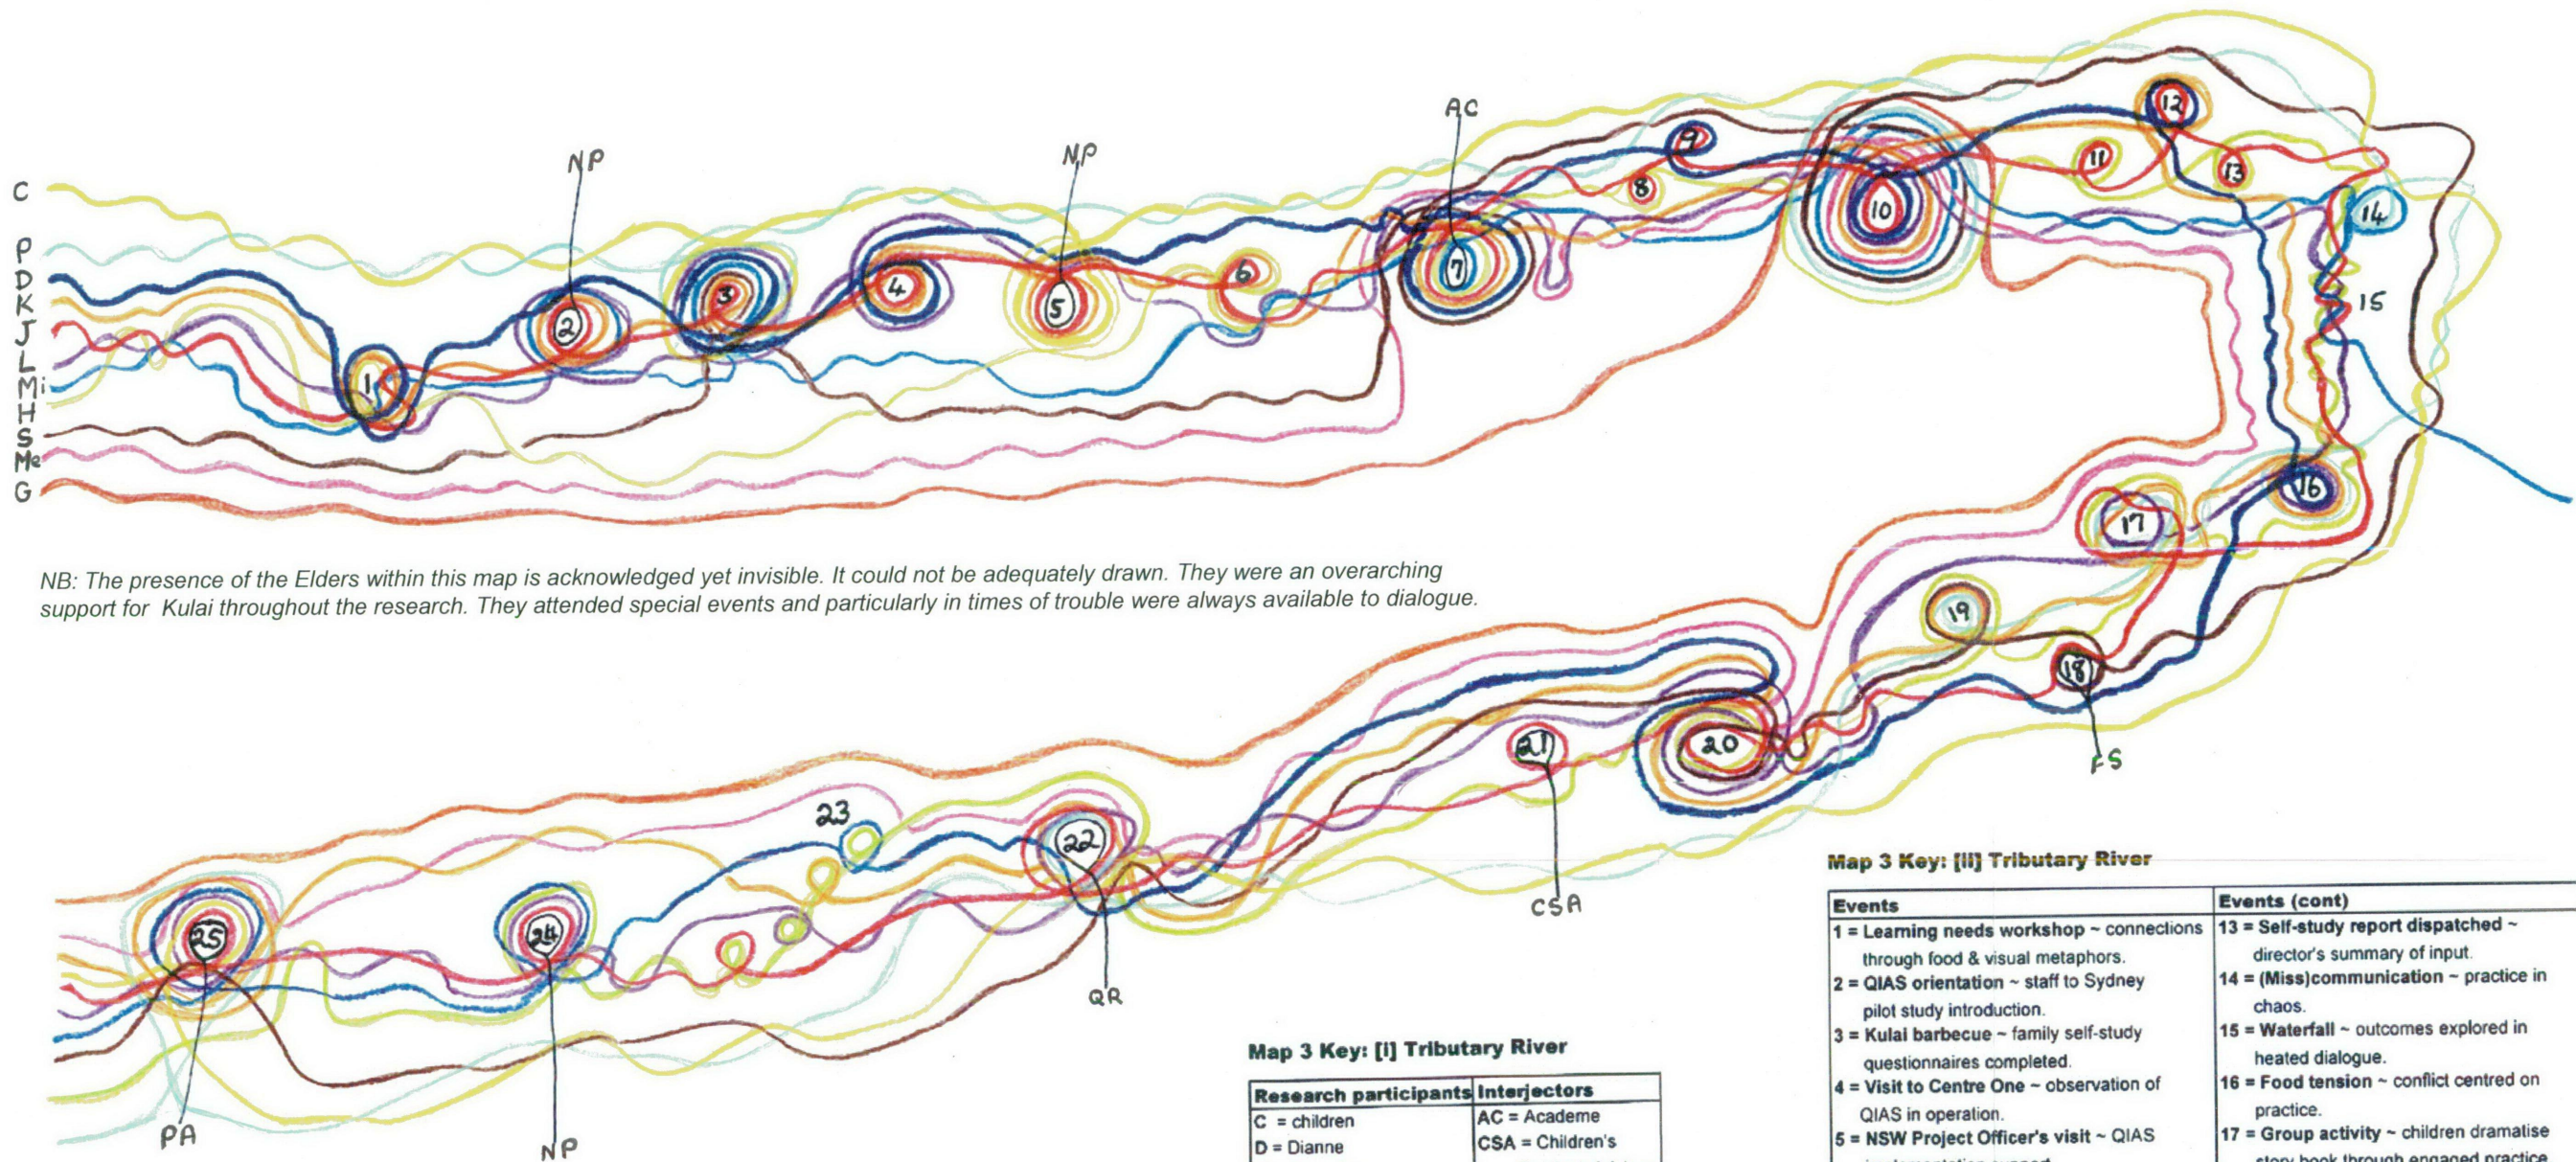 AC
NP
NP
C
P
D
K
J
L
Mi
H
S
Me
G
1
2
3
4
5
6
7
8
9
10
11
12
13
14
15
16
17
18
19
FS
NB: The presence of the Elders within this map is acknowledged yet invisible. It could not be adequately drawn. They were an overarching
support for Kulai throughout the research. They attended special events and particularly in times of trouble were always available to dialogue.
20
21
CSA
22
QR
23
24
NP
25
PA
Map 3 Key: [I] Tributary River
Research participants Interjectors
C = children AC = Academe
D = Dianne CSA = Children's
Map 3 Key: [II] Tributary River
Events
1 = Learning needs workshop ~ connections
through food & visual metaphors.
2 = QIAS orientation ~ staff to Sydney
pilot study introduction.
3 = Kulai barbecue ~ family self-study
questionnaires completed.
4 = Visit to Centre One ~ observation of
QIAS in operation.
5 = NSW Project Officer's visit ~ QIAS
Events (cont)
13 = Self-study report dispatched ~
director's summary of input.
14 = (Miss)communication ~ practice in
chaos.
15 = Waterfall ~ outcomes explored in
heated dialogue.
16 = Food tension ~ conflict centred on
practice.
17 = Group activity ~ children dramatise
story book through engaged practice